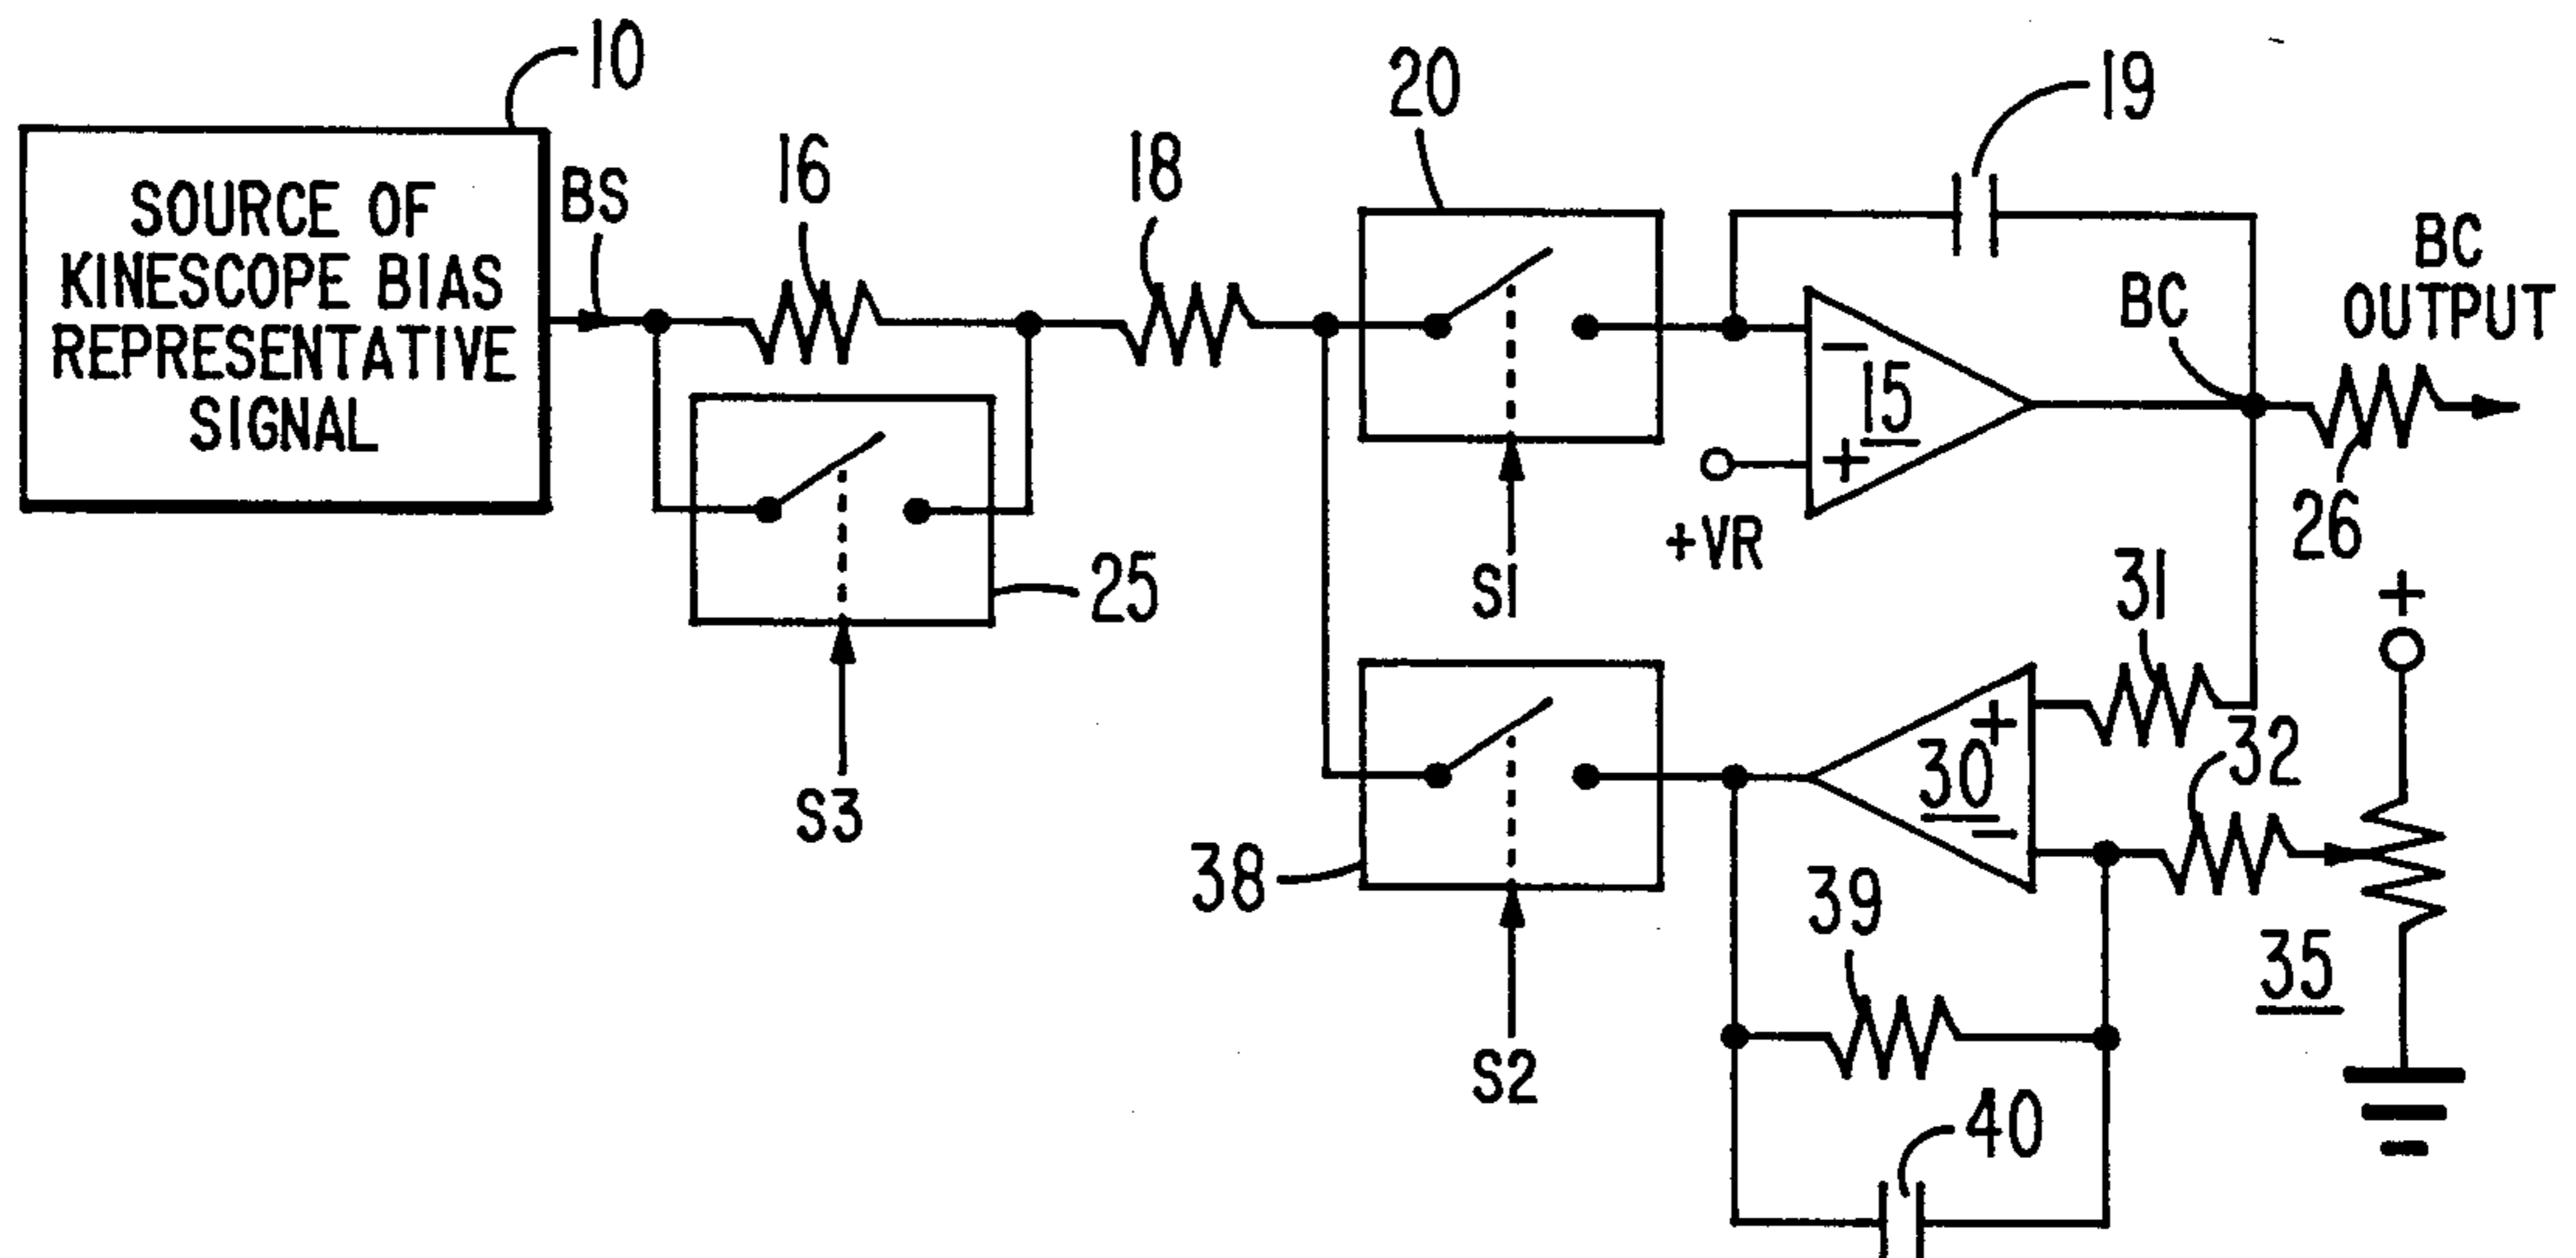 10
SOURCE OF
KINESCOPE BIAS
REPRESENTATIVE
SIGNAL
BS
16
18
20
19
BC
OUTPUT
BC
15
−
+
+VR
S1
26
25
S3
31
+
32
30
+
−
38
S2
39
35
40